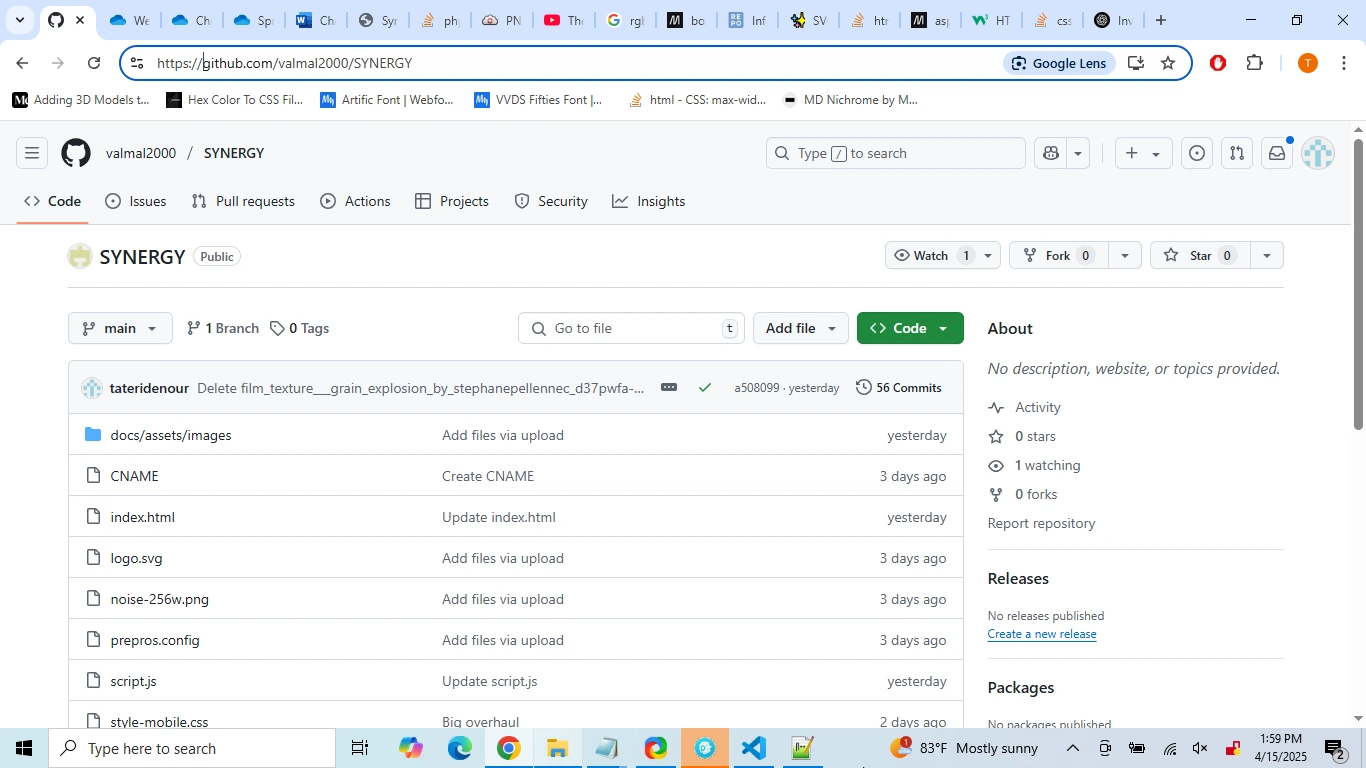 We
Ch
Sp
Ch
Syr
ph
PN
The
rgl
bo
Inf
SV
htr
asp
HT
css
Inv
https://github.com/valmal2000/SYNERGY
Google Lens
T
Adding 3D Models t...
Hex Color To CSS Fil...
Artific Font | Webfo...
VVDS Fifties Font |...
html - CSS: max-wid...
MD Nichrome by M...
valmal2000 / SYNERGY
Type / to search
Code
Issues
Pull requests
Actions
Projects
Security
Insights
SYNERGY Public
Watch 1
Fork 0
Star 0
main
1 Branch
0 Tags
Go to file t
Add file
Code
About
No description, website, or topics provided.
tateridenour Delete film_texture___grain_explosion_by_stephanepellennec_d37pwfa-...
a508099 · yesterday
56 Commits
docs/assets/images Add files via upload yesterday
CNAME Create CNAME 3 days ago
index.html Update index.html yesterday
logo.svg Add files via upload 3 days ago
noise-256w.png Add files via upload 3 days ago
prepros.config Add files via upload 3 days ago
script.js Update script.js yesterday
style-mobile.css Big overhaul 2 days ago
Activity
0 stars
1 watching
0 forks
Report repository
Releases
No releases published
Create a new release
Packages
No packages published
Type here to search
1
83°F Mostly sunny
1:59 PM
4/15/2025
2